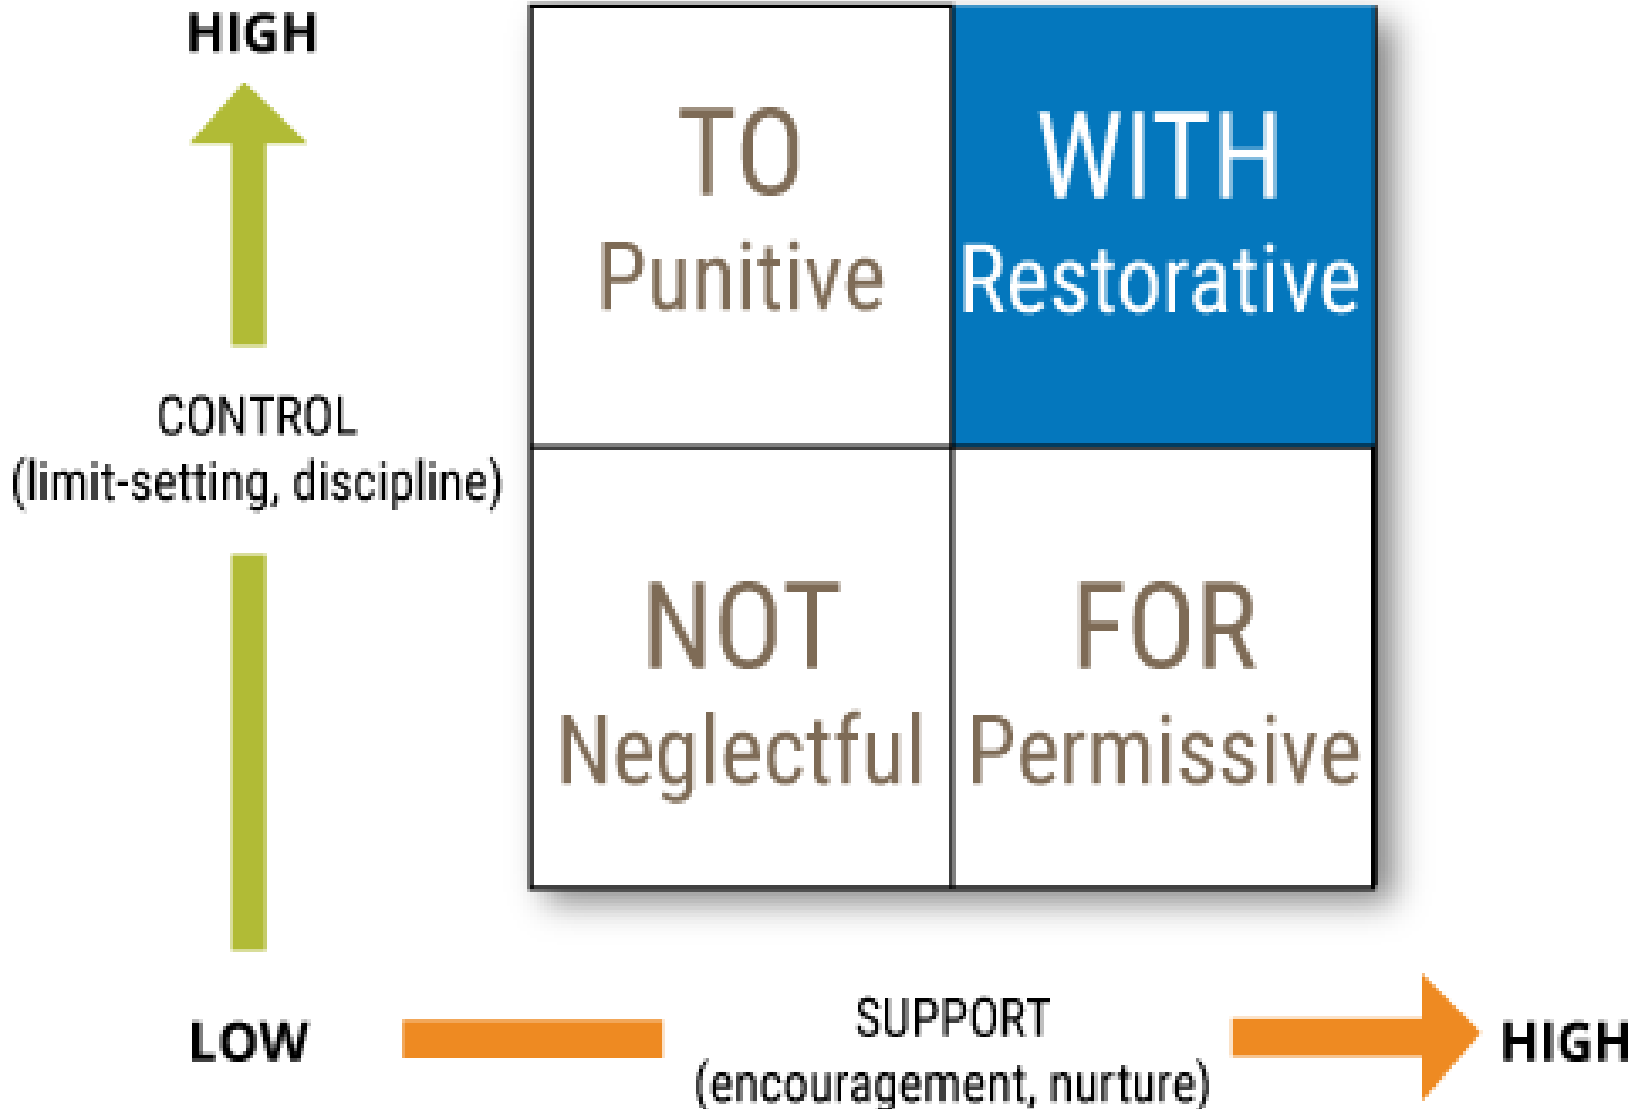 HIGH
TO
Punitive
WITH
Restorative
CONTROL
(limit-setting, discipline)
NOT
Neglectful
FOR
Permissive
LOW
SUPPORT
(encouragement, nurture)
HIGH